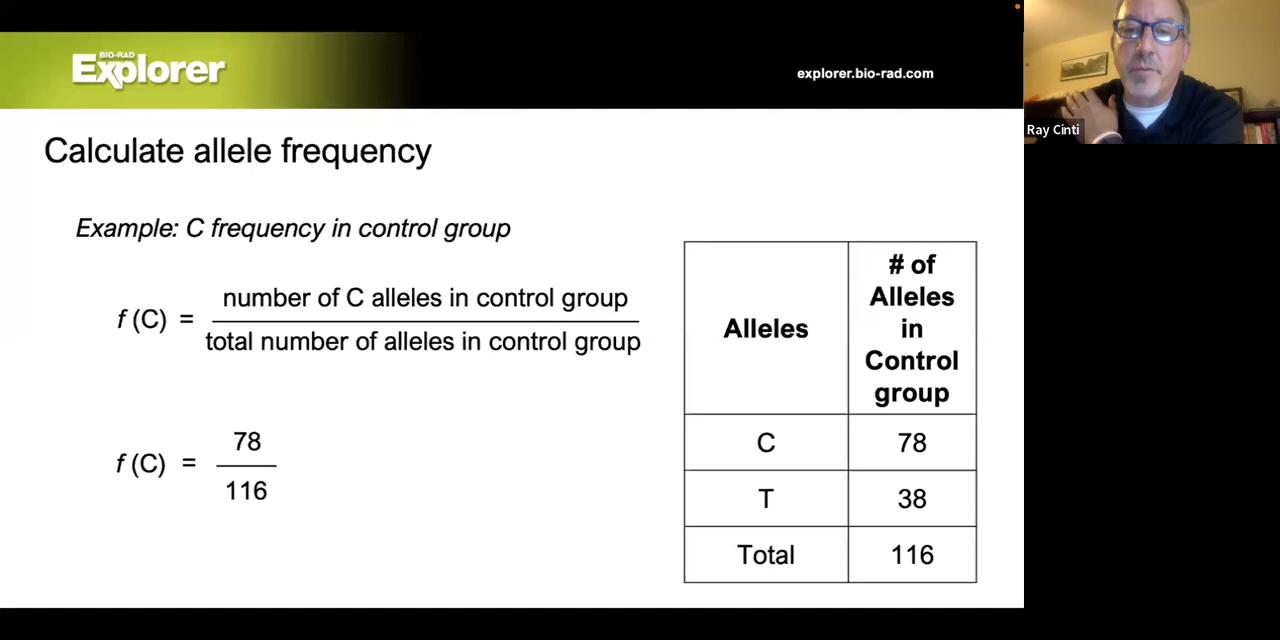 BIO-RAD
Explorer
explorer.bio-rad.com
Ray Cinti
Calculate allele frequency
Example: C frequency in control group
f (C) = number of C alleles in control group
total number of alleles in control group
f (C) = 78
116
Alleles
# of
Alleles
in
Control
group
C 78
T 38
Total 116